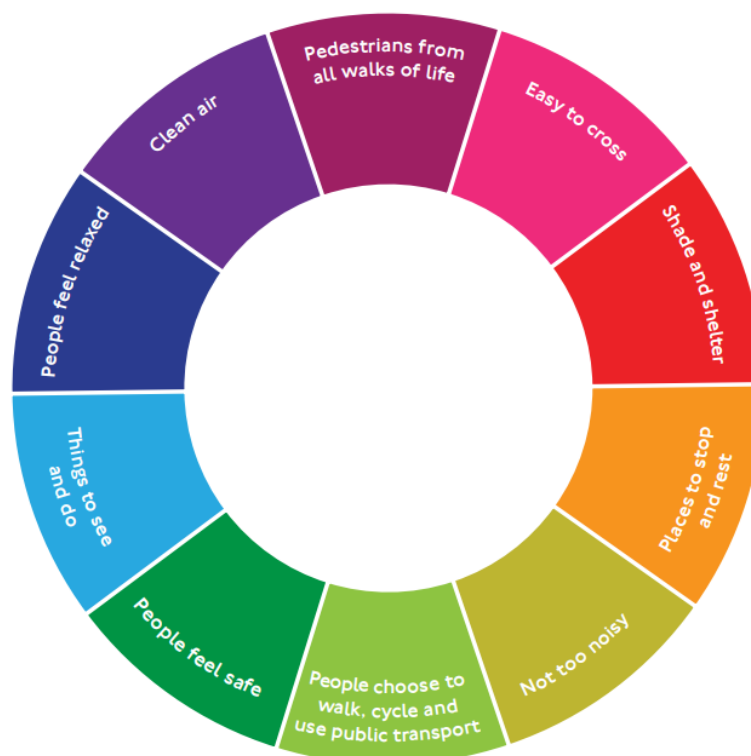 Pedestrians from
all walks of life
Easy to cross
Shade and shelter
Places to stop
and rest
Not too noisy
People choose to
walk, cycle and
use public transport
People feel safe
Things to see
and do
People feel relaxed
Clean air